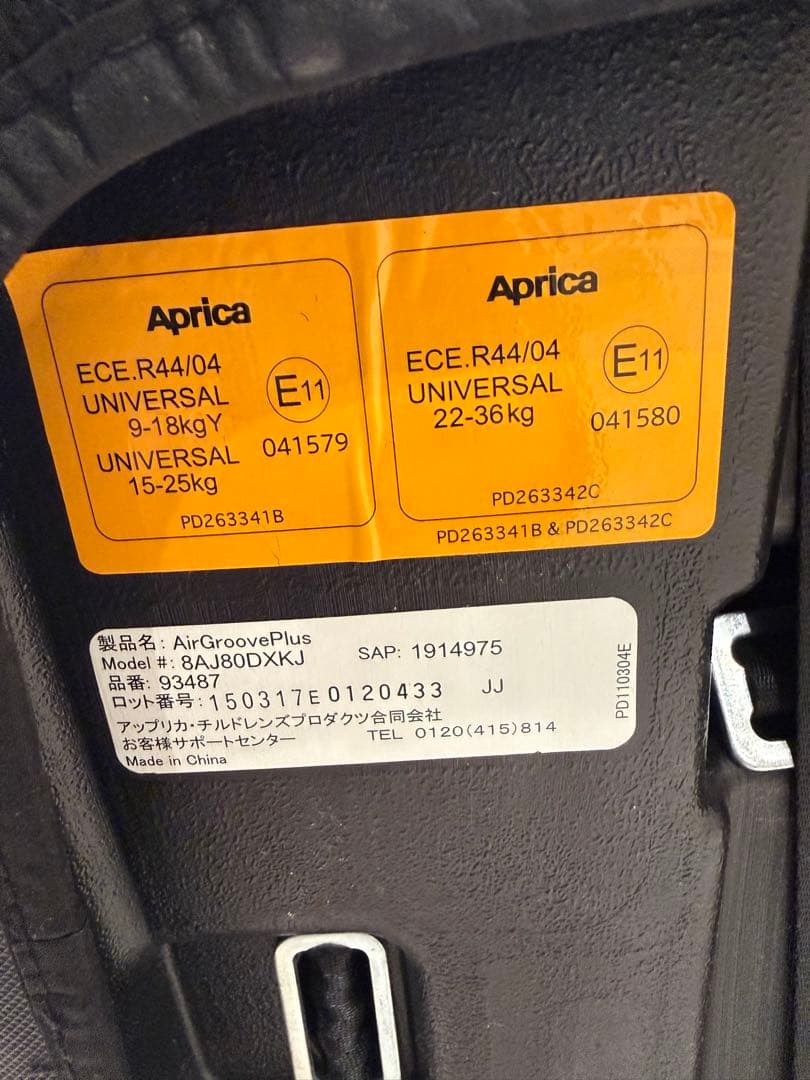 Aprica
ECE.R44/04
UNIVERSAL
9-18kgY
UNIVERSAL
15-25kg
E11
041579
PD263341B
Aprica
ECE.R44/04
UNIVERSAL
22-36kg
E11
041580
PD263342C
PD263341B & PD263342C
製品名: AirGroovePlus
Model #: 8AJ80DXKJ SAP: 1914975
品番: 93487
ロット番号: 150317E0120433 JJ
アップリカ・チルドレンズプロダクツ合同会社
お客様サポートセンター TEL 0120(415)814
Made in China
PD110304E